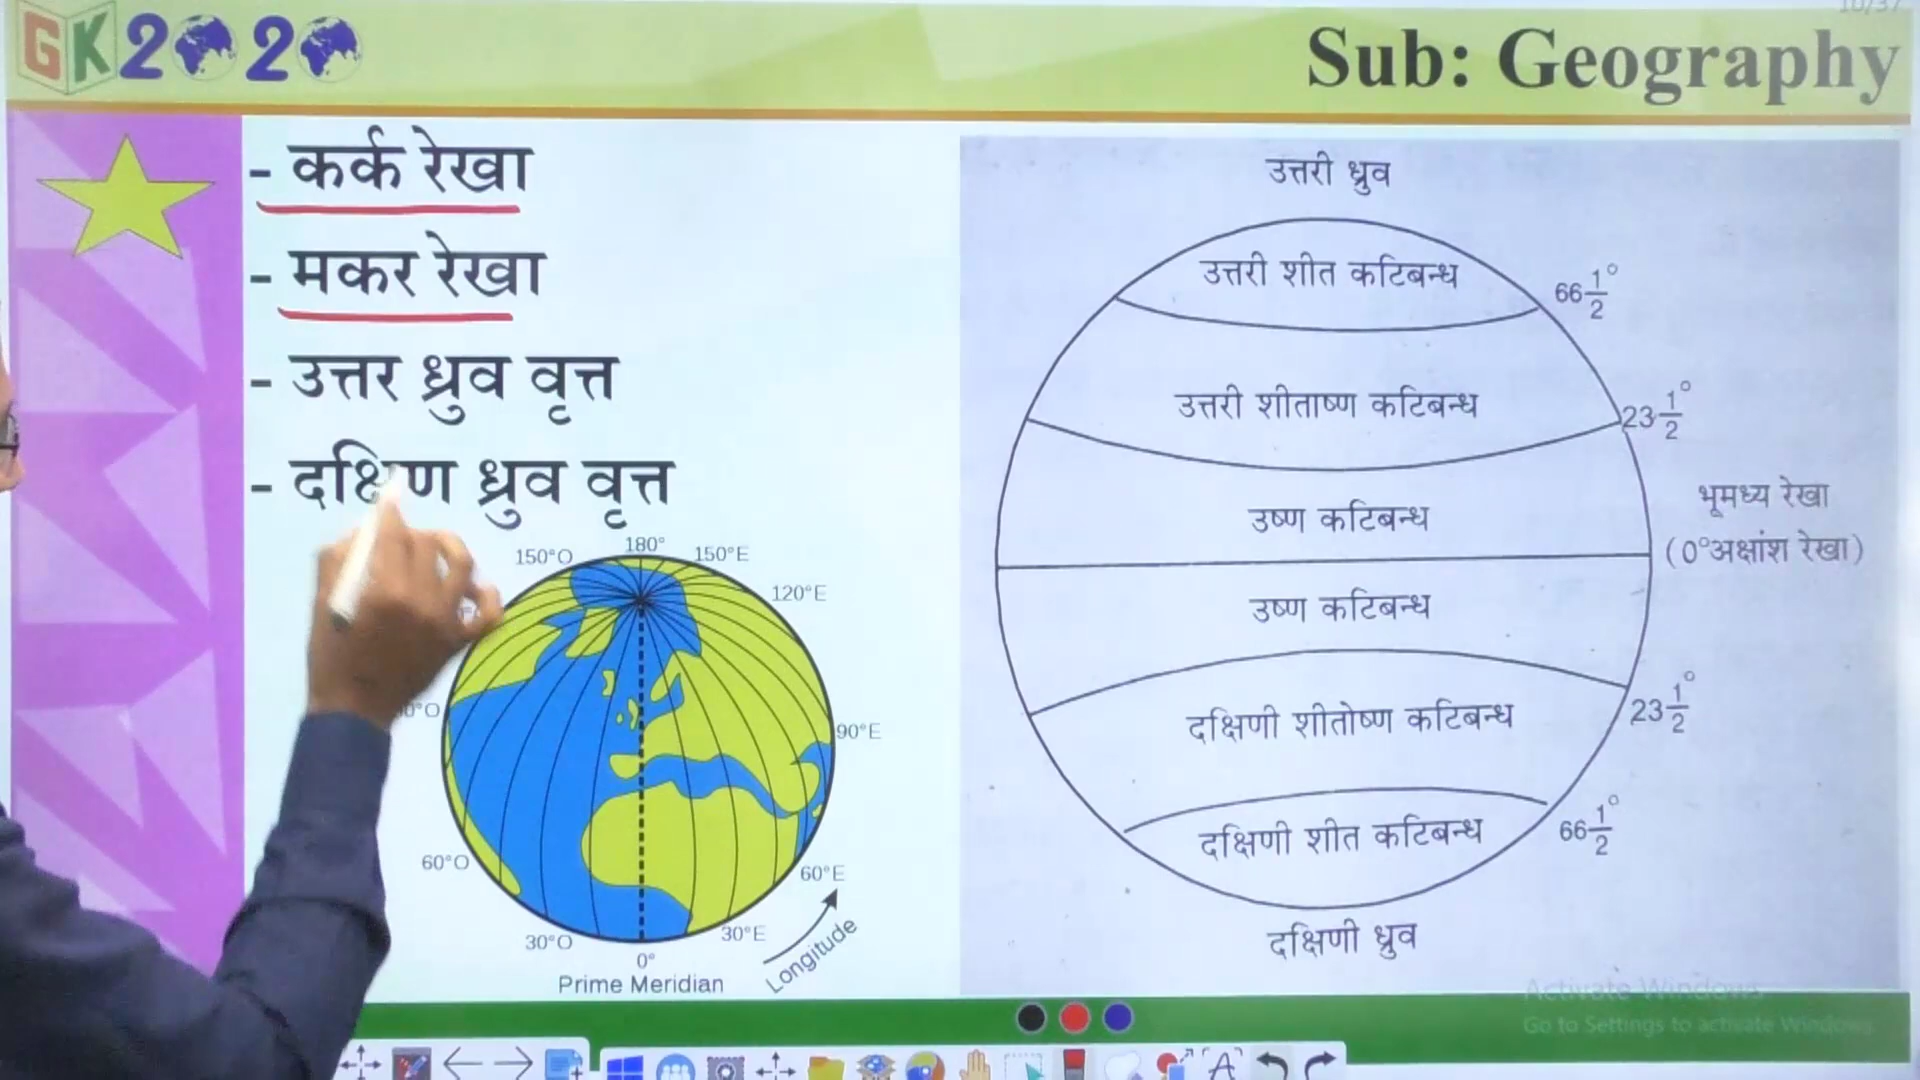 GK2020
Sub: Geography
- कर्क रेखा
- मकर रेखा
- उत्तर ध्रुव वृत्त
- दक्षिण ध्रुव वृत्त
150°O
180°
150°E
120°E
90°E
60°O
60°E
30°O
30°E
0°
Prime Meridian
Longitude
उत्तरी ध्रुव
उत्तरी शीत कटिबन्ध
66 1/2°
उत्तरी शीताष्ण कटिबन्ध
23 1/2°
उष्ण कटिबन्ध
भूमध्य रेखा
(0°अक्षांश रेखा)
उष्ण कटिबन्ध
23 1/2°
दक्षिणी शीतोष्ण कटिबन्ध
दक्षिणी शीत कटिबन्ध
66 1/2°
दक्षिणी ध्रुव
Activate Windows
Go to Settings to activate Windows.